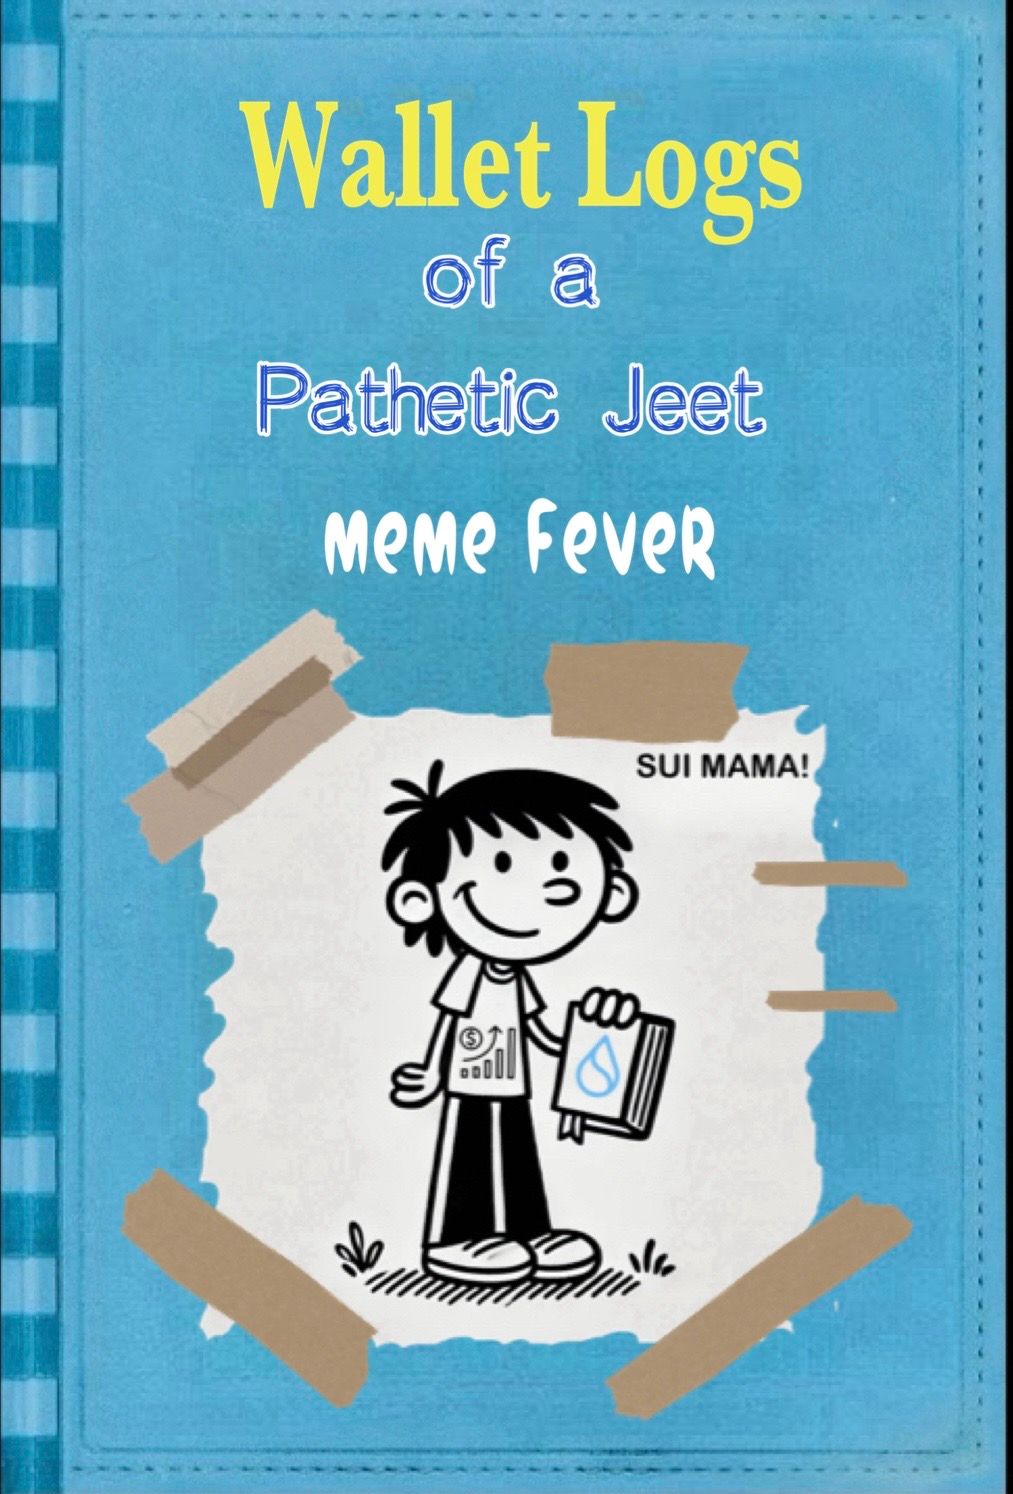 Wallet Logs
of a
Pathetic Jeet
MEME FEVER
SUI MAMA!
$